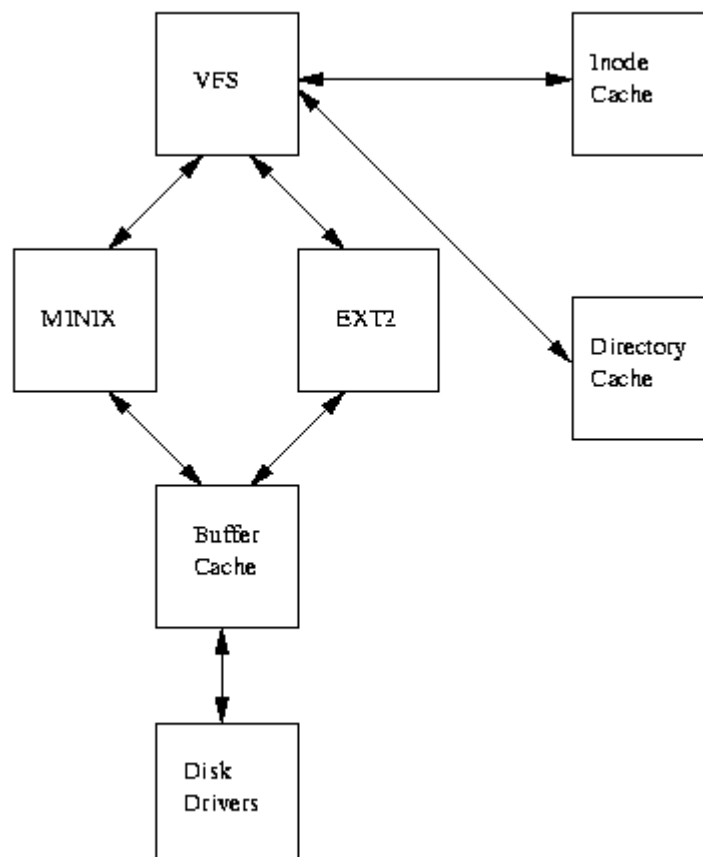 VFS
Inode
Cache
MINIX
EXT2
Directory
Cache
Buffer
Cache
Disk
Drivers